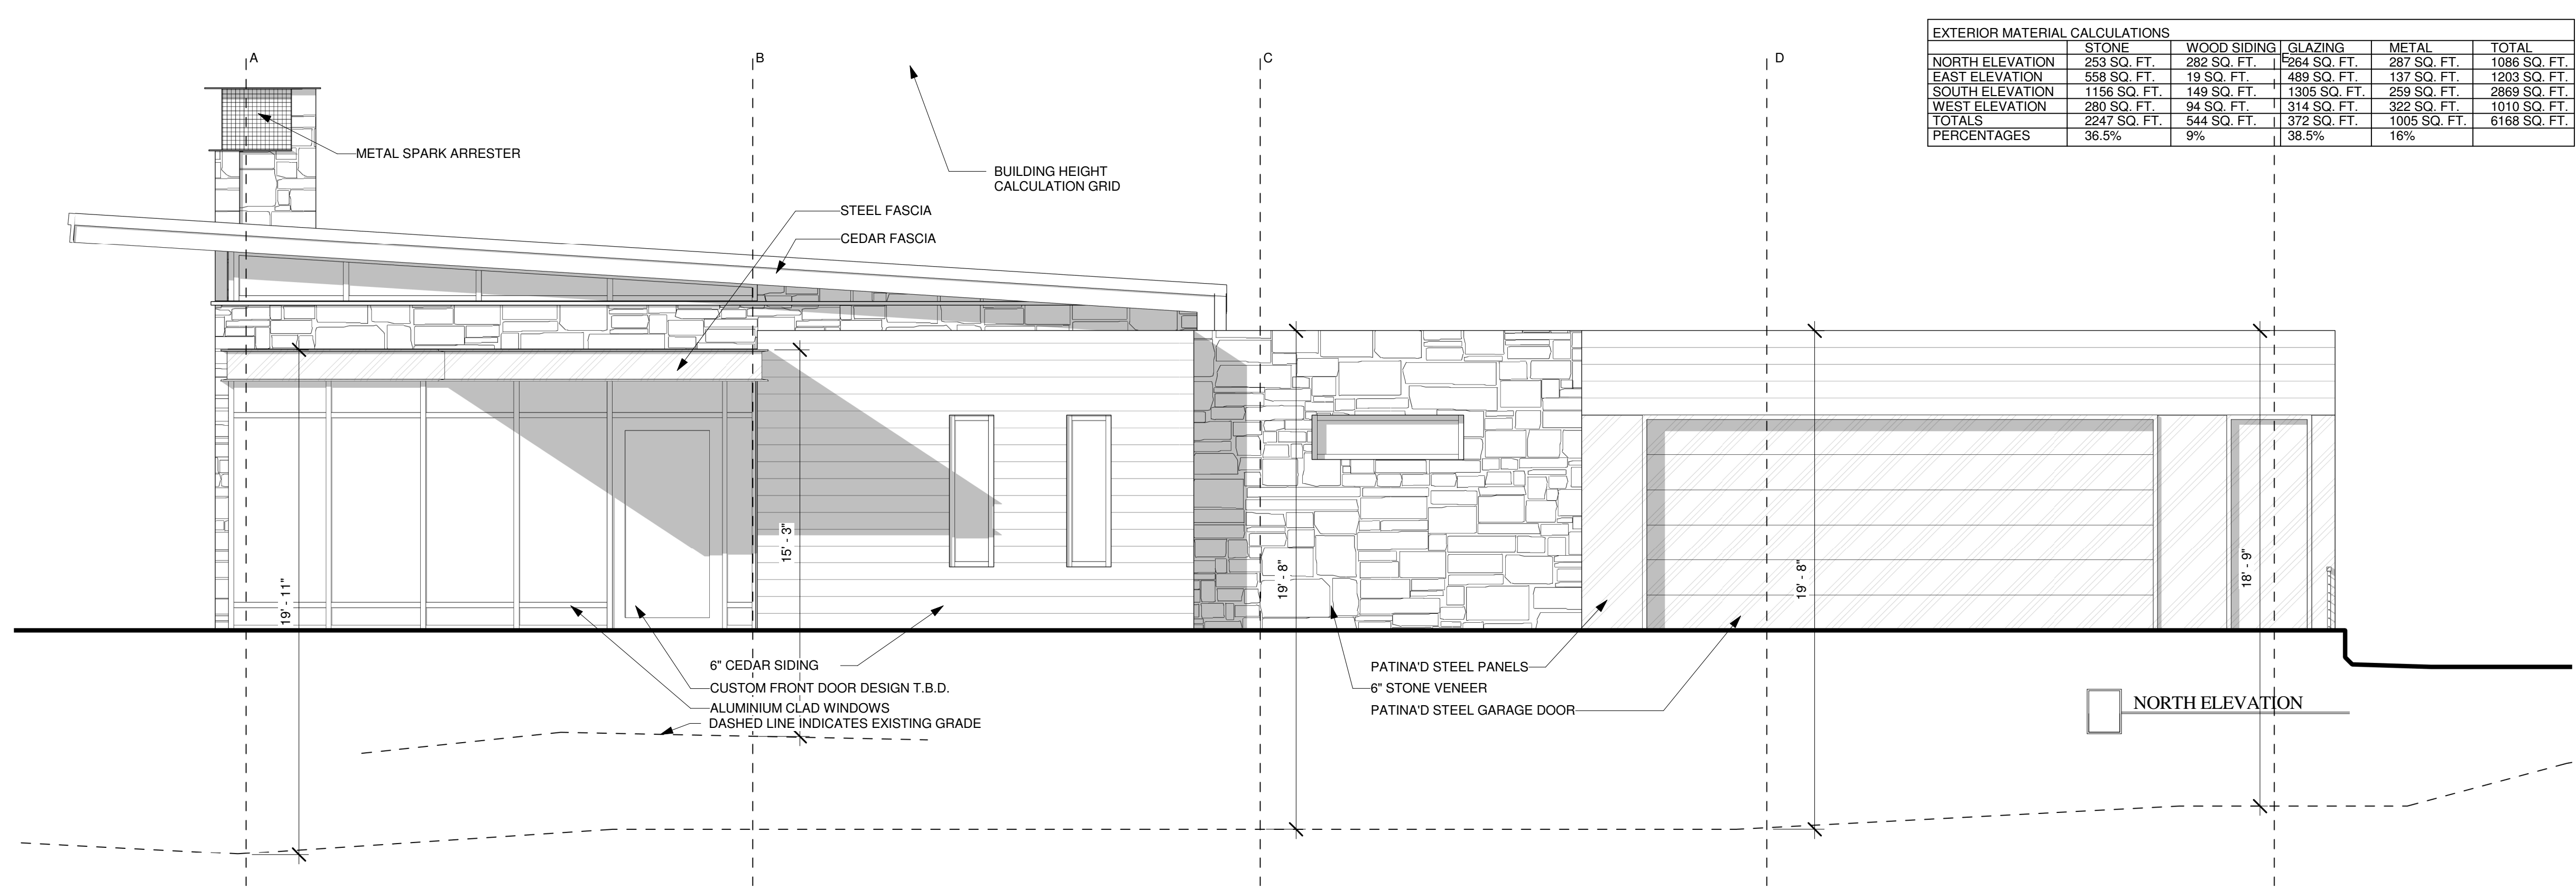 A
B
C
D
E
EXTERIOR MATERIAL CALCULATIONS
STONE WOOD SIDING GLAZING METAL TOTAL
NORTH ELEVATION 253 SQ. FT. 282 SQ. FT. 264 SQ. FT. 287 SQ. FT. 1086 SQ. FT.
EAST ELEVATION 558 SQ. FT. 19 SQ. FT. 489 SQ. FT. 137 SQ. FT. 1203 SQ. FT.
SOUTH ELEVATION 1156 SQ. FT. 149 SQ. FT. 1305 SQ. FT. 259 SQ. FT. 2869 SQ. FT.
WEST ELEVATION 280 SQ. FT. 94 SQ. FT. 314 SQ. FT. 322 SQ. FT. 1010 SQ. FT.
TOTALS 2247 SQ. FT. 544 SQ. FT. 372 SQ. FT. 1005 SQ. FT. 6168 SQ. FT.
PERCENTAGES 36.5% 9% 38.5% 16%
METAL SPARK ARRESTER
BUILDING HEIGHT
CALCULATION GRID
STEEL FASCIA
CEDAR FASCIA
19' - 11"
15' - 3"
19' - 8"
19' - 8"
18' - 9"
6" CEDAR SIDING
CUSTOM FRONT DOOR DESIGN T.B.D.
ALUMINIUM CLAD WINDOWS
DASHED LINE INDICATES EXISTING GRADE
PATINA'D STEEL PANELS
6" STONE VENEER
PATINA'D STEEL GARAGE DOOR
NORTH ELEVATION